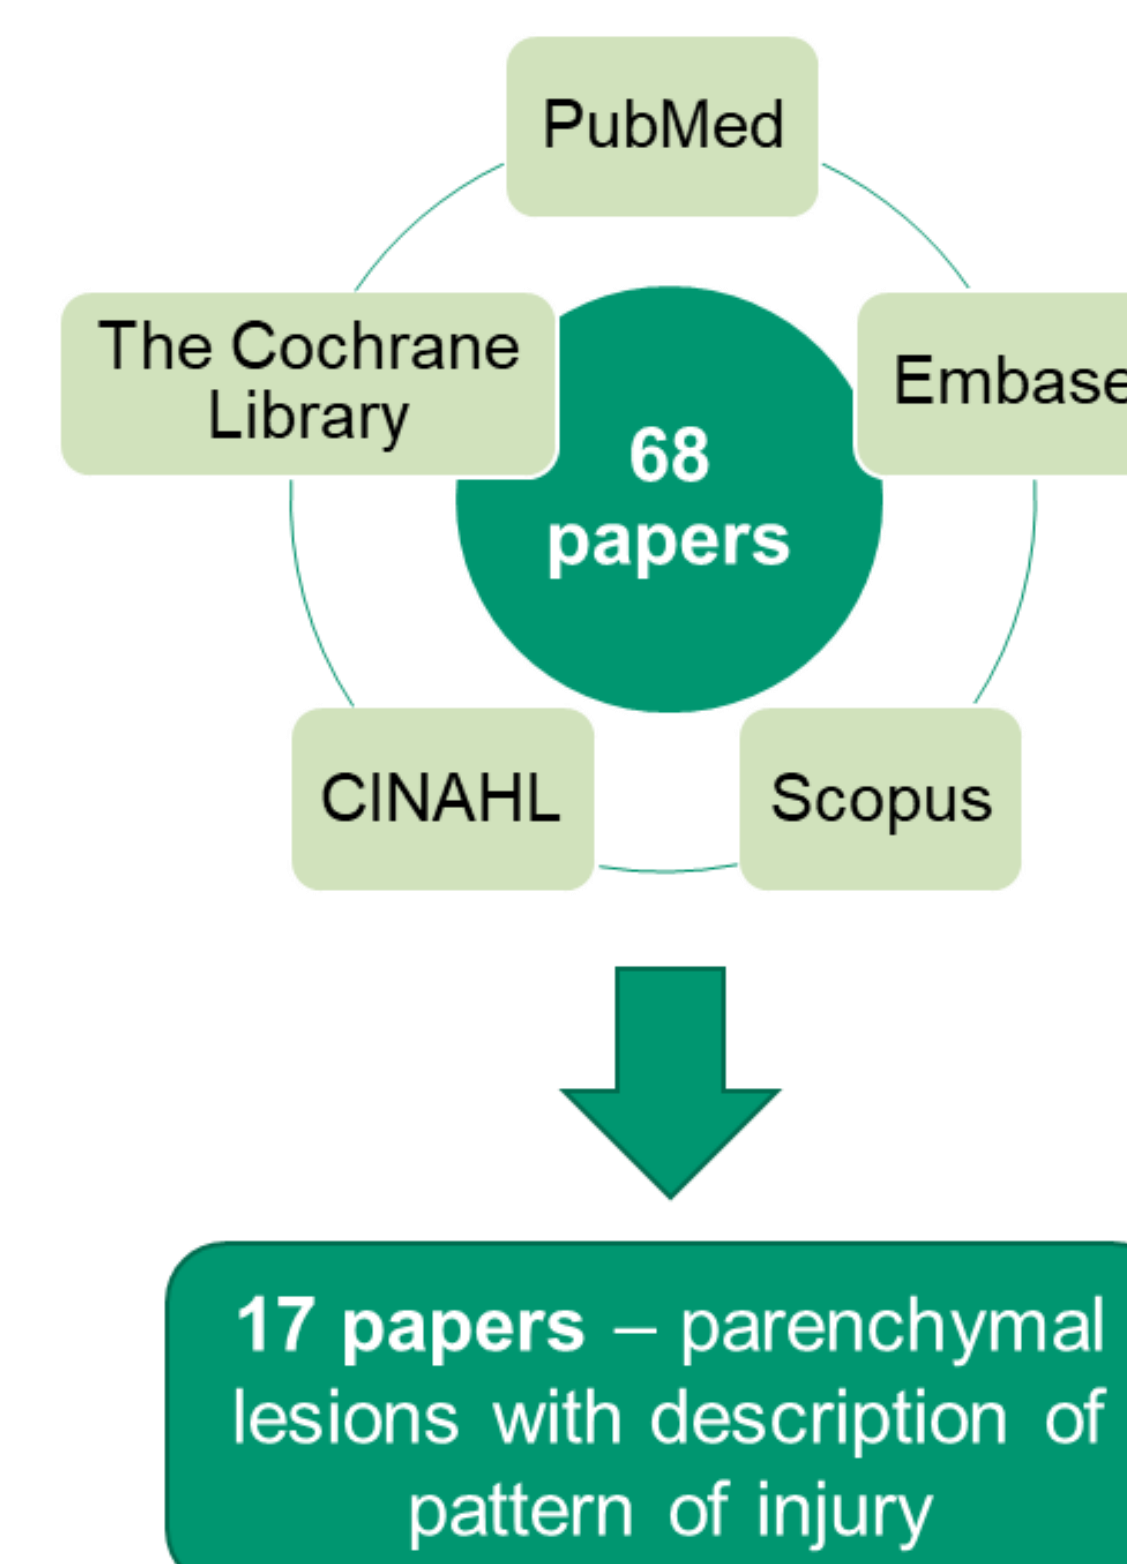 PubMed
The Cochrane
Library
Embase
68
papers
CINAHL
Scopus
17 papers – parenchymal
lesions with description of
pattern of injury